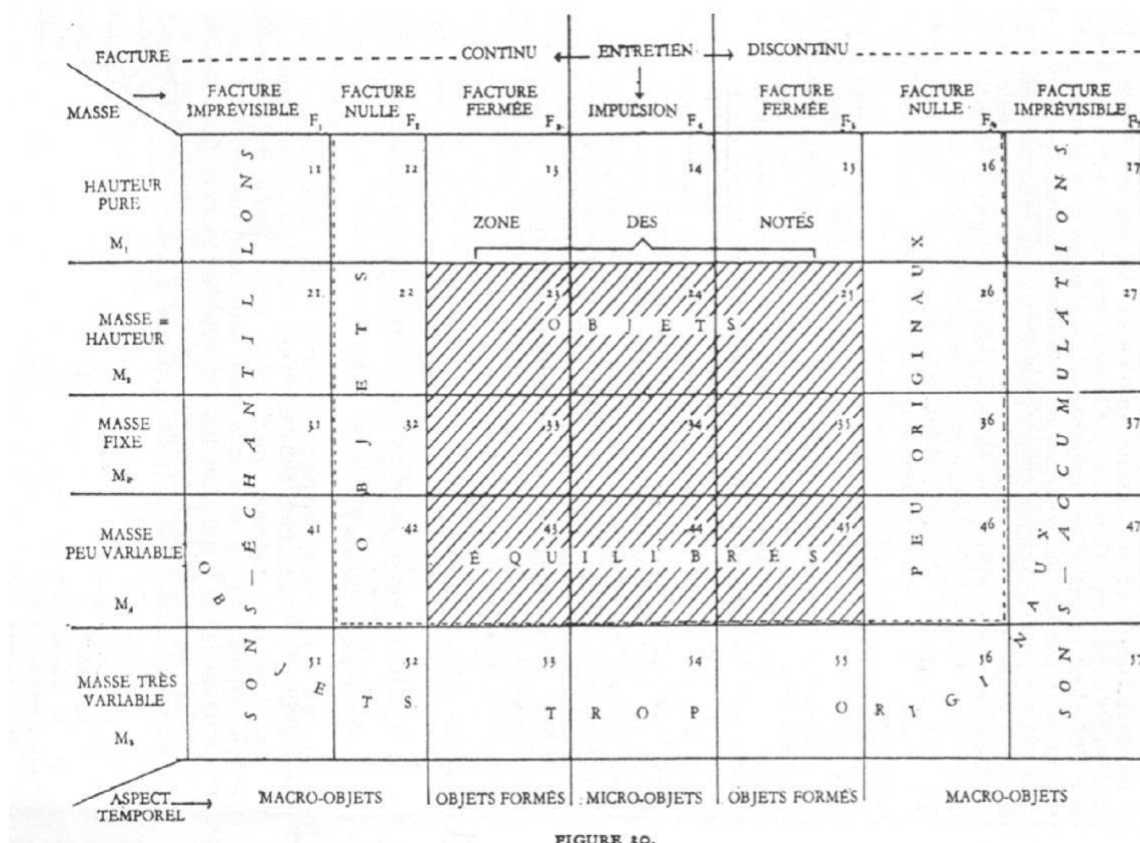 FACTURE CONTINU ENTRETIEN DISCONTINU
MASSE
FACTURE IMPRÉVISIBLE F₁
FACTURE NULLE F₂
FACTURE FERMÉE F₃
IMPULSION F₄
FACTURE FERMÉE F₅
FACTURE NULLE F₆
FACTURE IMPRÉVISIBLE F₇
HAUTEUR PURE M₁
11 12 13 14 15 16 17
ZONE DES NOTÉS
MASSE = HAUTEUR M₂
21 22 23 24 25 26 27
OBJETS
MASSE FIXE M₃
31 32 33 34 35 36 37
MASSE PEU VARIABLE M₄
41 42 43 44 45 46 47
ÉQUILIBRÉS
MASSE TRÈS VARIABLE M₅
51 52 53 54 55 56 57
SONS — ÉCHANTILLONS
OBJETS
PEU ORIGINAUX
SONS — ACCUMULATIONS
OBJETS TROP ORIGINAUX
ASPECT TEMPOREL
MACRO-OBJETS OBJETS FORMÉS MICRO-OBJETS OBJETS FORMÉS MACRO-OBJETS
FIGURE 20.